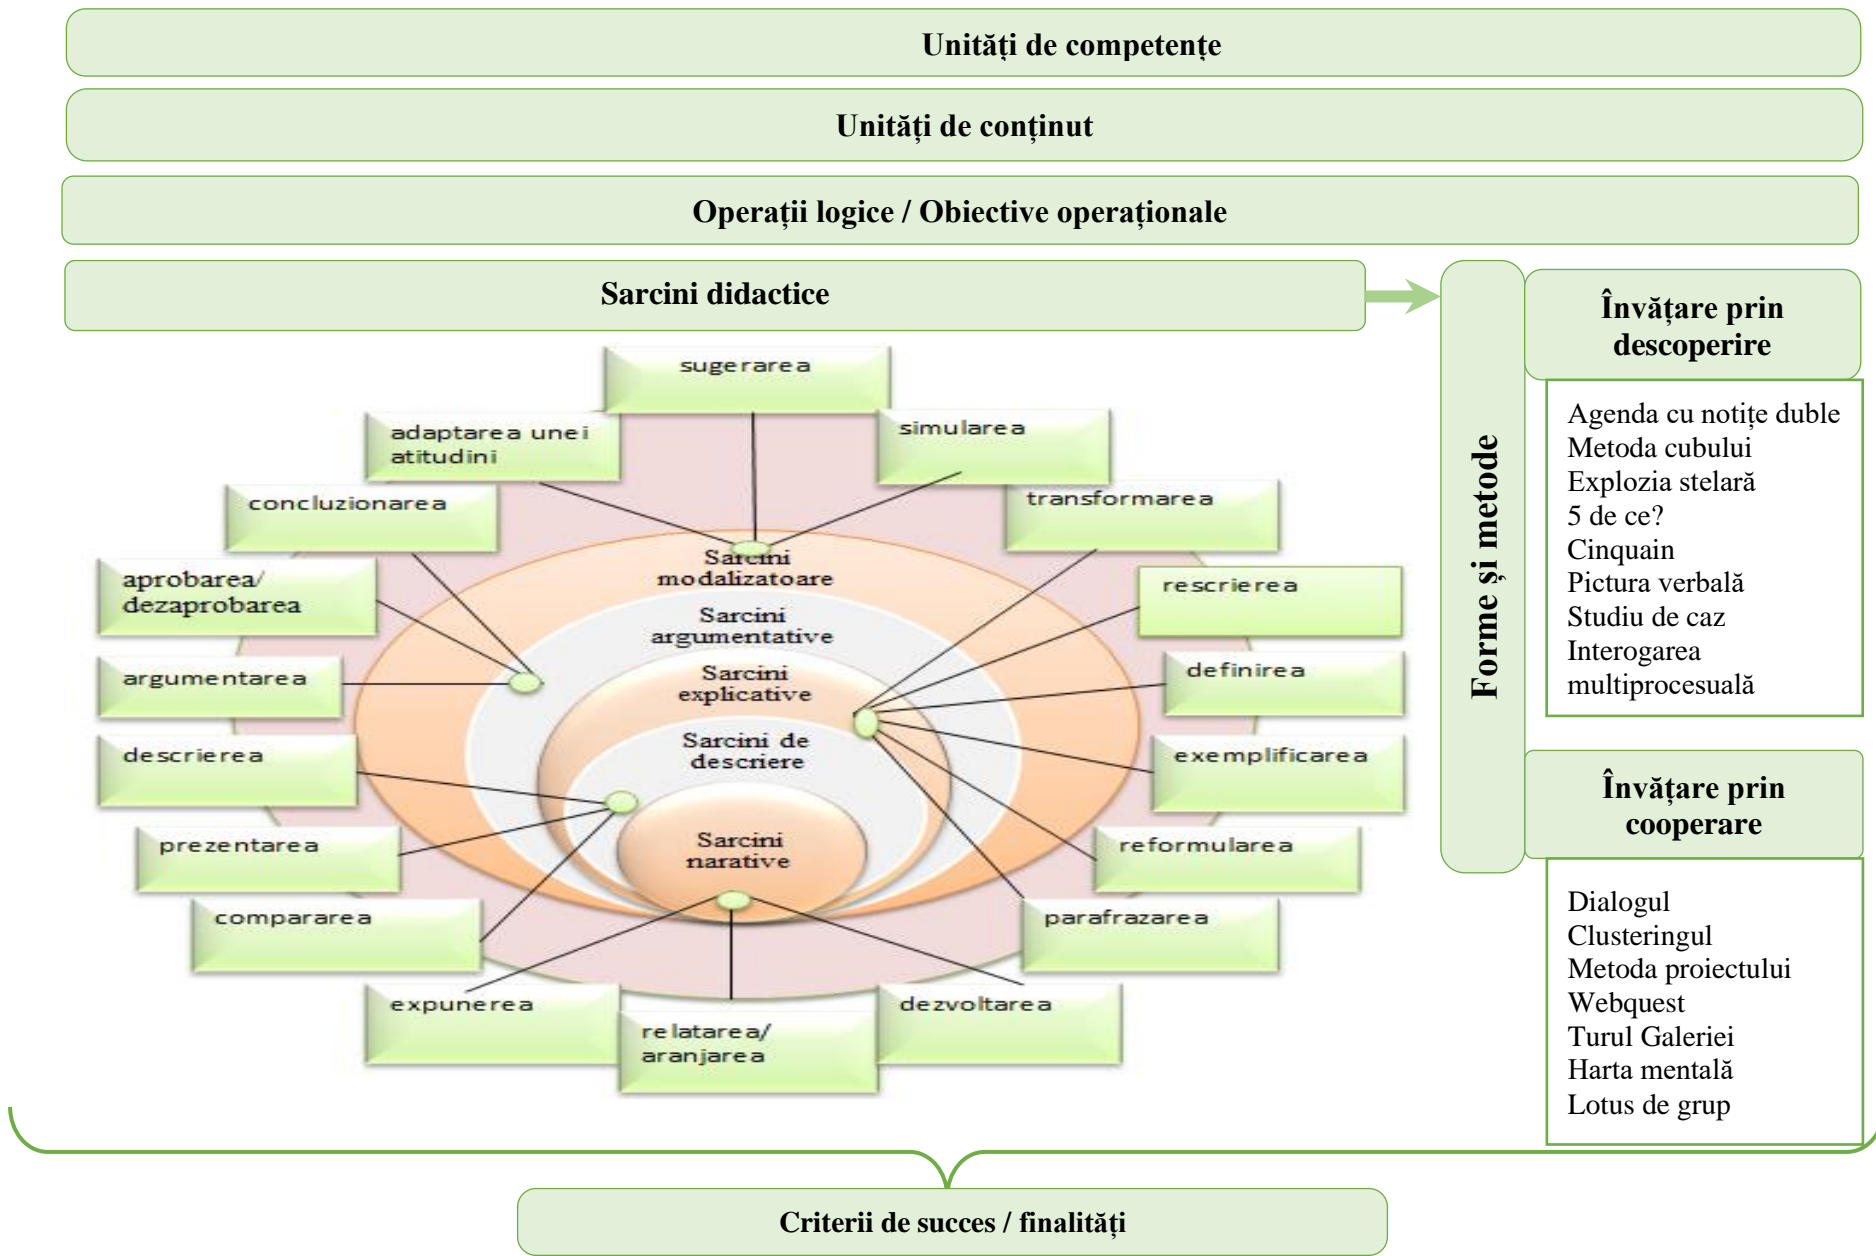 Unități de competențe
Unități de conținut
Operații logice / Obiective operaționale
Sarcini didactice
sugerarea
adaptarea unei
atitudini
simularea
concluzionarea
transformarea
aprobarea/
dezaprobarea
rescrierea
argumentarea
definirea
descrierea
exemplificarea
prezentarea
reformularea
compararea
parafrazarea
expunerea
relatarea/
aranjarea
dezvoltarea
Sarcini
modalizatoare
Sarcini
argumentative
Sarcini
explicative
Sarcini de
descriere
Sarcini
narative
Forme și metode
Învățare prin
descoperire
Agenda cu notițe duble
Metoda cubului
Explozia stelară
5 de ce?
Cinquain
Pictura verbală
Studiu de caz
Interogarea
multiprocesuală
Învățare prin
cooperare
Dialogul
Clusteringul
Metoda proiectului
Webquest
Turul Galeriei
Harta mentală
Lotus de grup
Criterii de succes / finalități